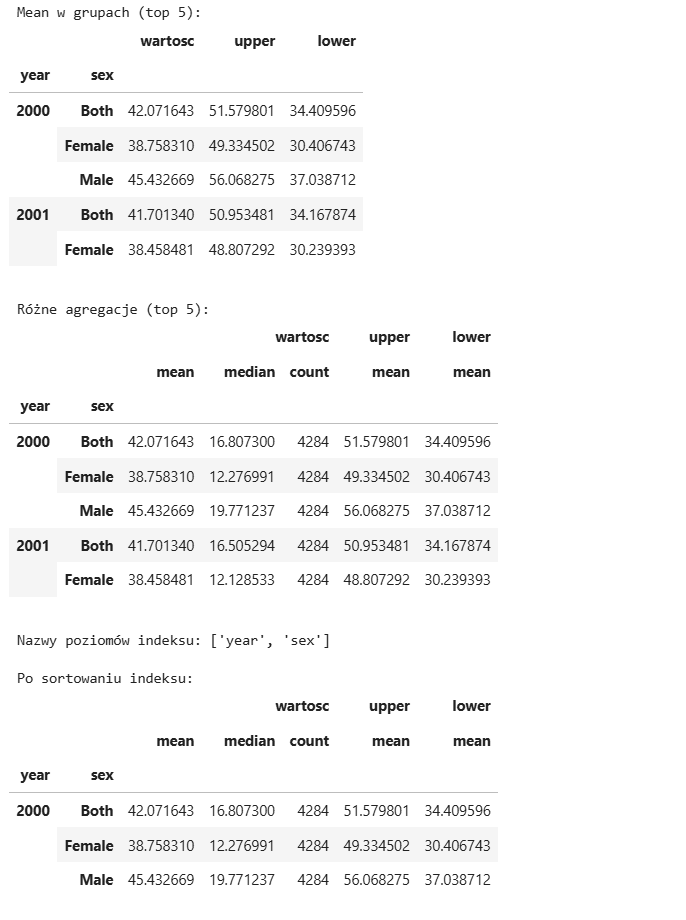 Mean w grupach (top 5):
wartosc upper lower
year sex
2000 Both 42.071643 51.579801 34.409596
Female 38.758310 49.334502 30.406743
Male 45.432669 56.068275 37.038712
2001 Both 41.701340 50.953481 34.167874
Female 38.458481 48.807292 30.239393
Różne agregacje (top 5):
wartosc upper lower
mean median count mean mean
year sex
2000 Both 42.071643 16.807300 4284 51.579801 34.409596
Female 38.758310 12.276991 4284 49.334502 30.406743
Male 45.432669 19.771237 4284 56.068275 37.038712
2001 Both 41.701340 16.505294 4284 50.953481 34.167874
Female 38.458481 12.128533 4284 48.807292 30.239393
Nazwy poziomów indeksu: ['year', 'sex']
Po sortowaniu indeksu:
wartosc upper lower
mean median count mean mean
year sex
2000 Both 42.071643 16.807300 4284 51.579801 34.409596
Female 38.758310 12.276991 4284 49.334502 30.406743
Male 45.432669 19.771237 4284 56.068275 37.038712